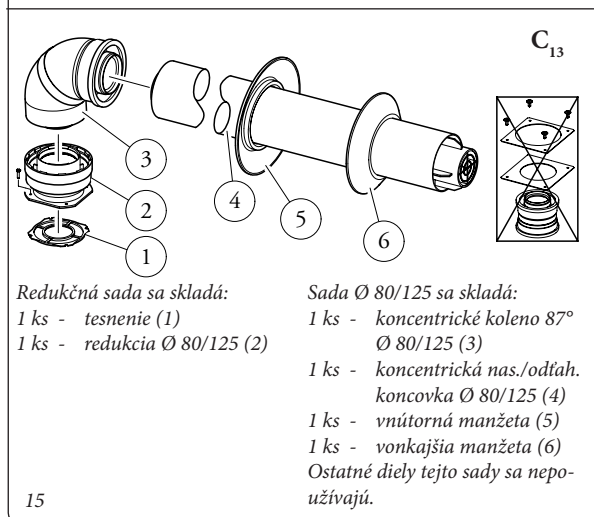 C13
3
2
1
4
5
6
Redukčná sada sa skladá:
1 ks - tesnenie (1)
1 ks - redukcia Ø 80/125 (2)
Sada Ø 80/125 sa skladá:
1 ks - koncentrické koleno 87°
Ø 80/125 (3)
1 ks - koncentrická nas./odťah.
koncovka Ø 80/125 (4)
1 ks - vnútorná manžeta (5)
1 ks - vonkajšia manžeta (6)
Ostatné diely tejto sady sa nepo-
užívajú.
15